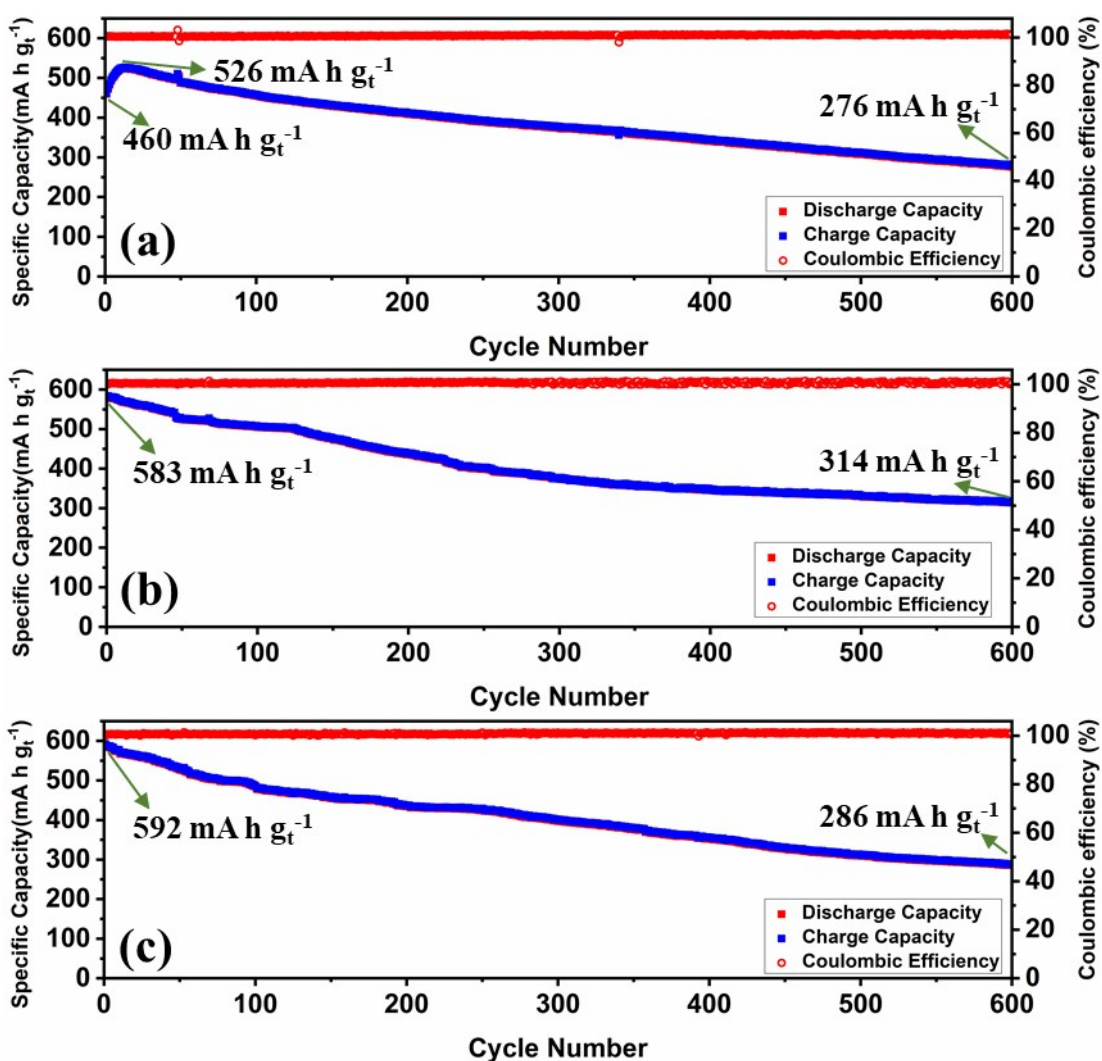 Specific Capacity(mA h gt-1)
600
500
400
300
200
100
0
526 mA h gt-1
460 mA h gt-1
276 mA h gt-1
(a)
Discharge Capacity
Charge Capacity
Coulombic Efficiency
100
80
60
40
20
0
Coulombic efficiency (%)
0 100 200 300 400 500 600
Cycle Number
Specific Capacity(mA h gt-1)
600
500
400
300
200
100
0
583 mA h gt-1
314 mA h gt-1
(b)
Discharge Capacity
Charge Capacity
Coulombic Efficiency
100
80
60
40
20
0
Coulombic efficiency (%)
0 100 200 300 400 500 600
Cycle Number
Specific Capacity(mA h gt-1)
600
500
400
300
200
100
0
592 mA h gt-1
286 mA h gt-1
(c)
Discharge Capacity
Charge Capacity
Coulombic Efficiency
100
80
60
40
20
0
Coulombic efficiency (%)
0 100 200 300 400 500 600
Cycle Number